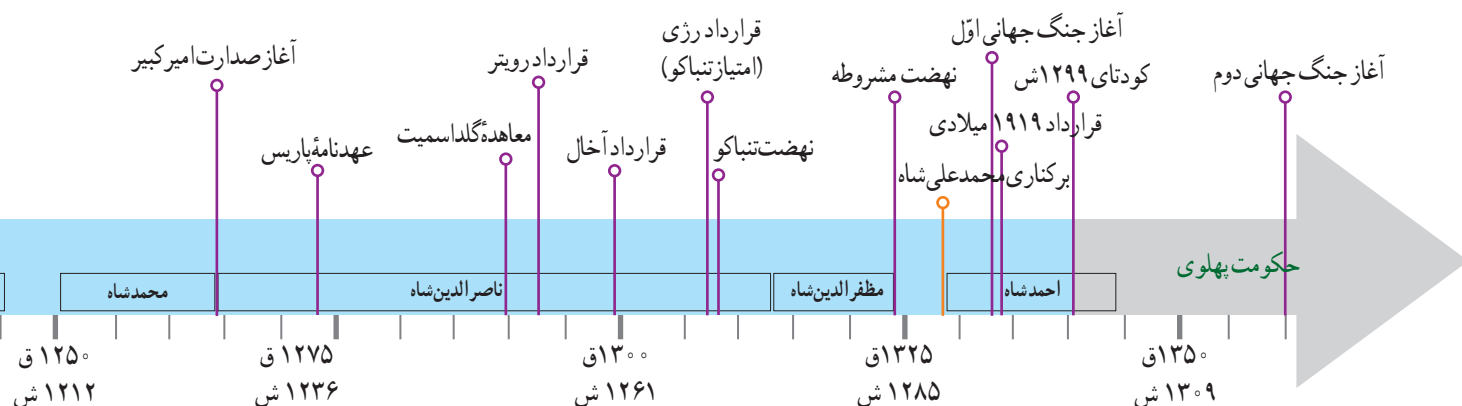 آغاز صدارت امیرکبیر
عهدنامهٔ پاریس
معاهدهٔ گلداسمیت
قرارداد رویتر
قرارداد آخال
قرارداد رژی
(امتیاز تنباکو)
نهضت تنباکو
نهضت مشروطه
برکناری محمدعلی شاه
آغاز جنگ جهانی اوّل
قرارداد ۱۹۱۹ میلادی
کودتای ۱۲۹۹ش
آغاز جنگ جهانی دوم
محمدشاه
ناصرالدین شاه
مظفرالدین شاه
احمدشاه
حکومت پهلوی
۱۲۵۰ ق
۱۲۱۲ ش
۱۲۷۵ ق
۱۲۳۶ ش
۱۳۰۰ق
۱۲۶۱ ش
۱۳۲۵ق
۱۲۸۵ ش
۱۳۵۰ق
۱۳۰۹ ش